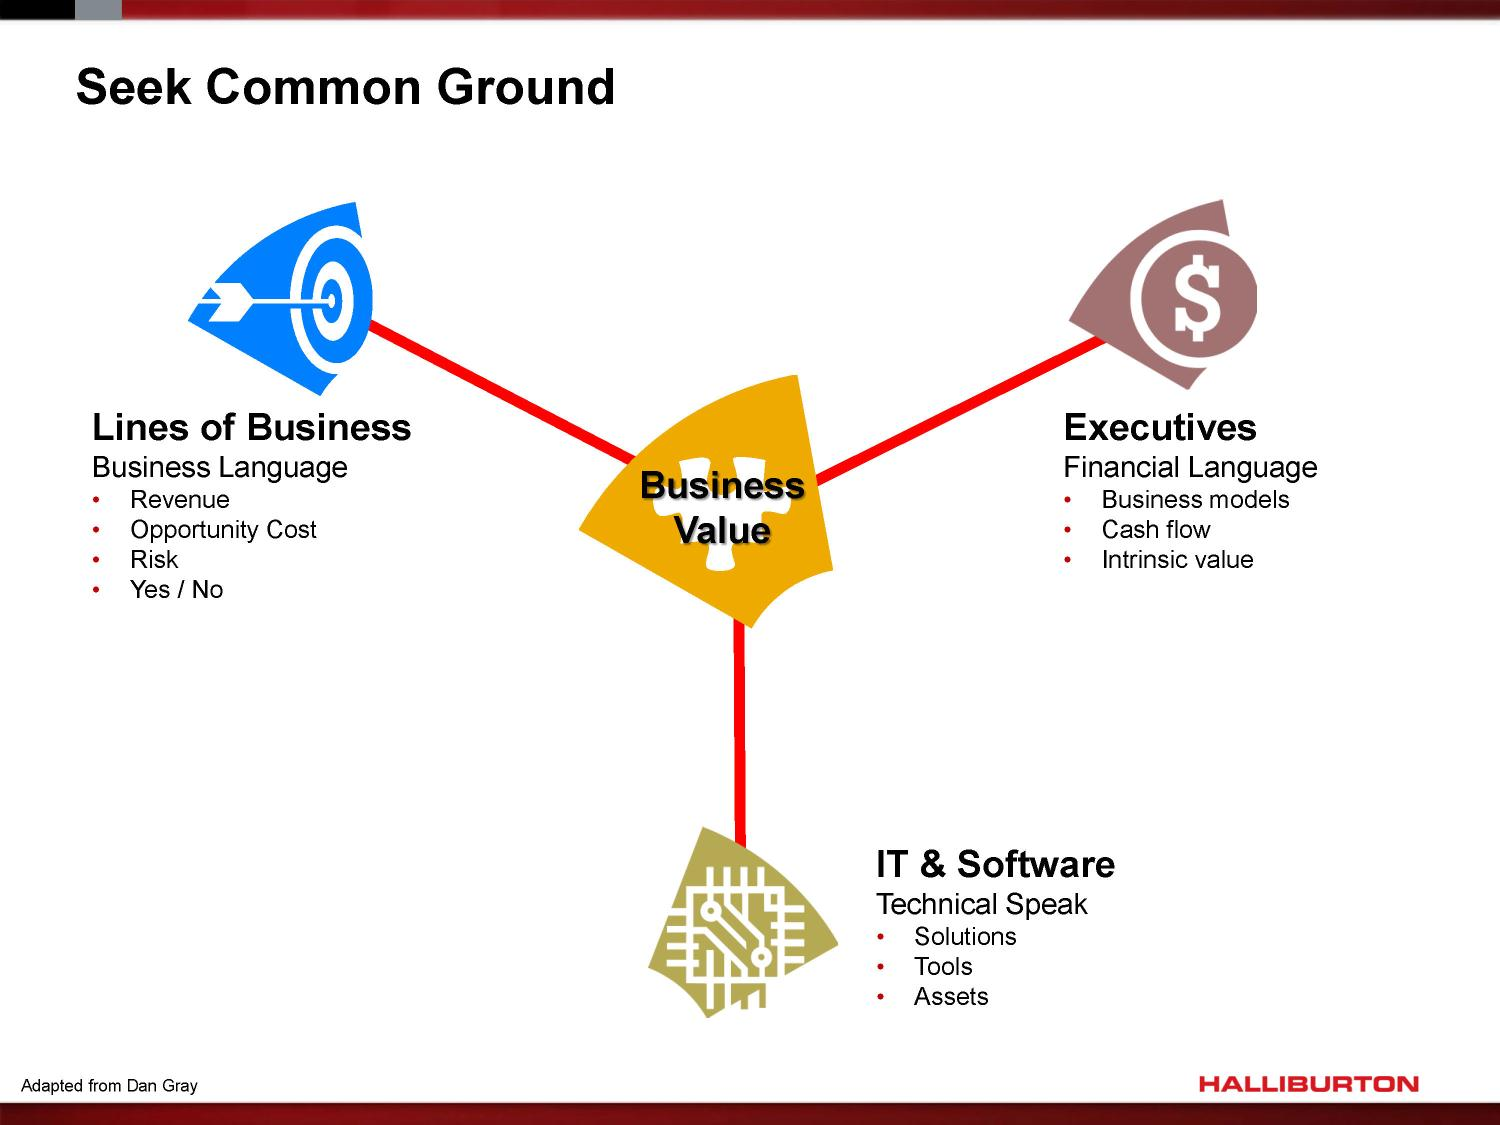 Seek Common Ground
Lines of Business
Business Language
• Revenue
• Opportunity Cost
• Risk
• Yes / No
Business
Value
Executives
Financial Language
• Business models
• Cash flow
• Intrinsic value
IT & Software
Technical Speak
• Solutions
• Tools
• Assets
Adapted from Dan Gray
HALLIBURTON